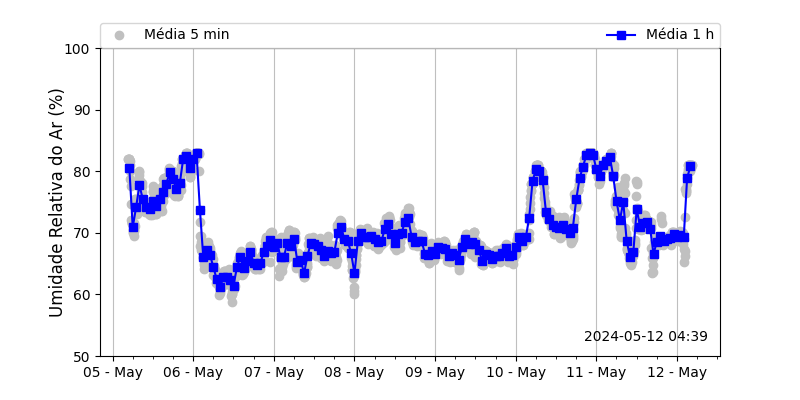 Média 5 min
Média 1 h
Umidade Relativa do Ar (%)
100
90
80
70
60
50
2024-05-12 04:39
05 - May
06 - May
07 - May
08 - May
09 - May
10 - May
11 - May
12 - May